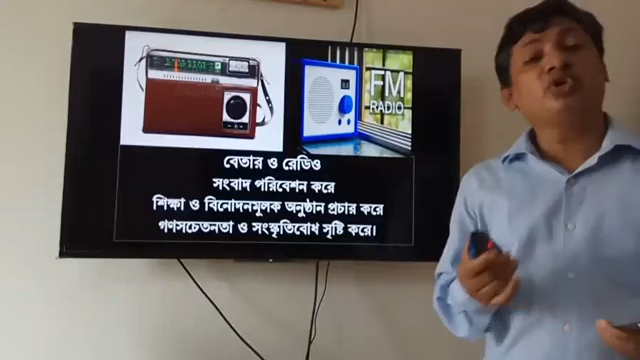 FM
RADIO
বেতার ও রেডিও
সংবাদ পরিবেশন করে
শিক্ষা ও বিনোদনমূলক অনুষ্ঠান প্রচার করে
গণসচেতনতা ও সংস্কৃতিবোধ সৃষ্টি করে।